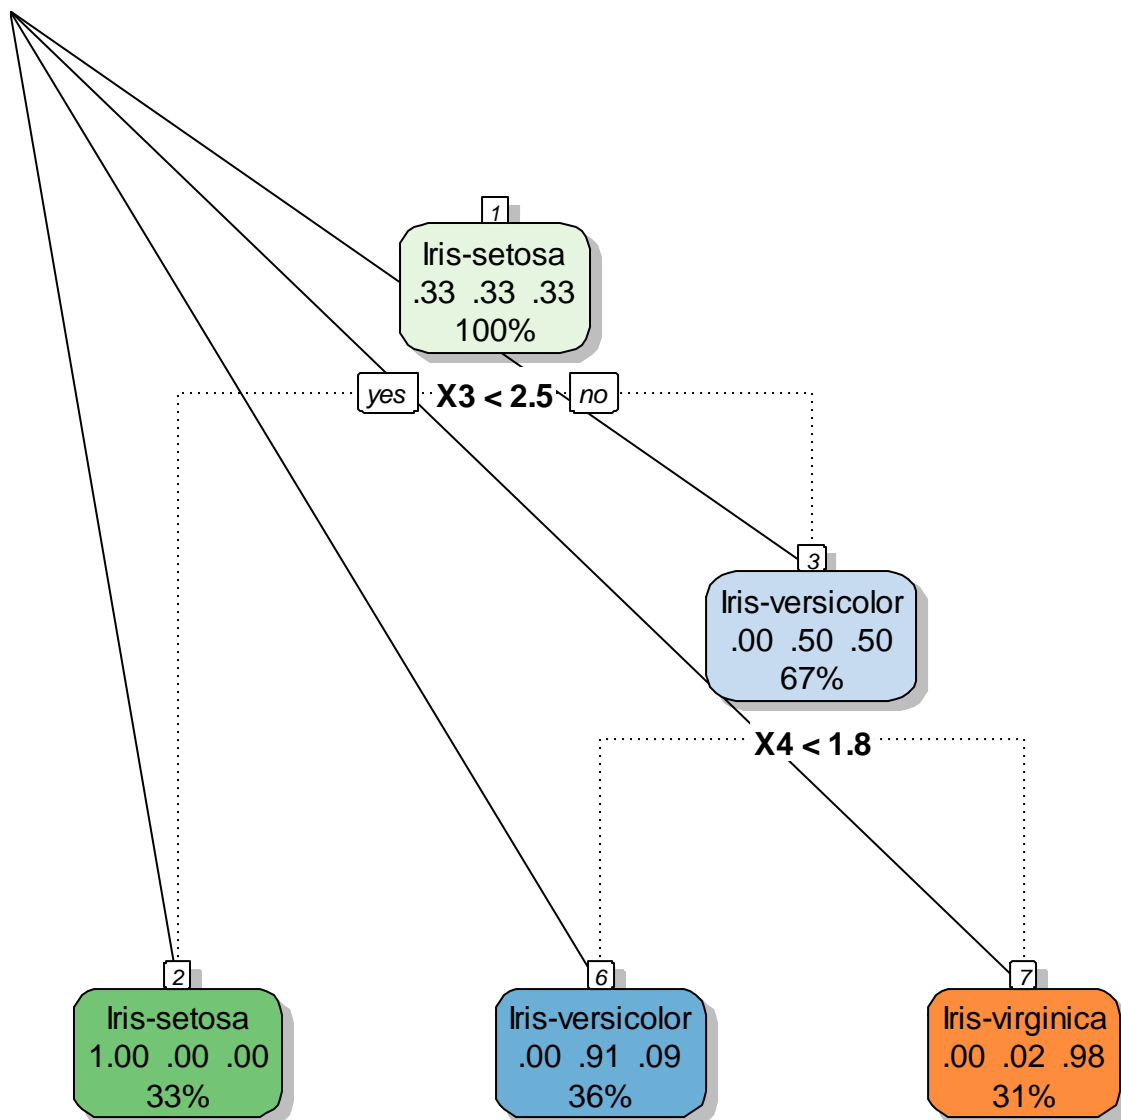 1
Iris-setosa
.33 .33 .33
100%
yes X3 < 2.5 no
3
Iris-versicolor
.00 .50 .50
67%
X4 < 1.8
2
Iris-setosa
1.00 .00 .00
33%
6
Iris-versicolor
.00 .91 .09
36%
7
Iris-virginica
.00 .02 .98
31%